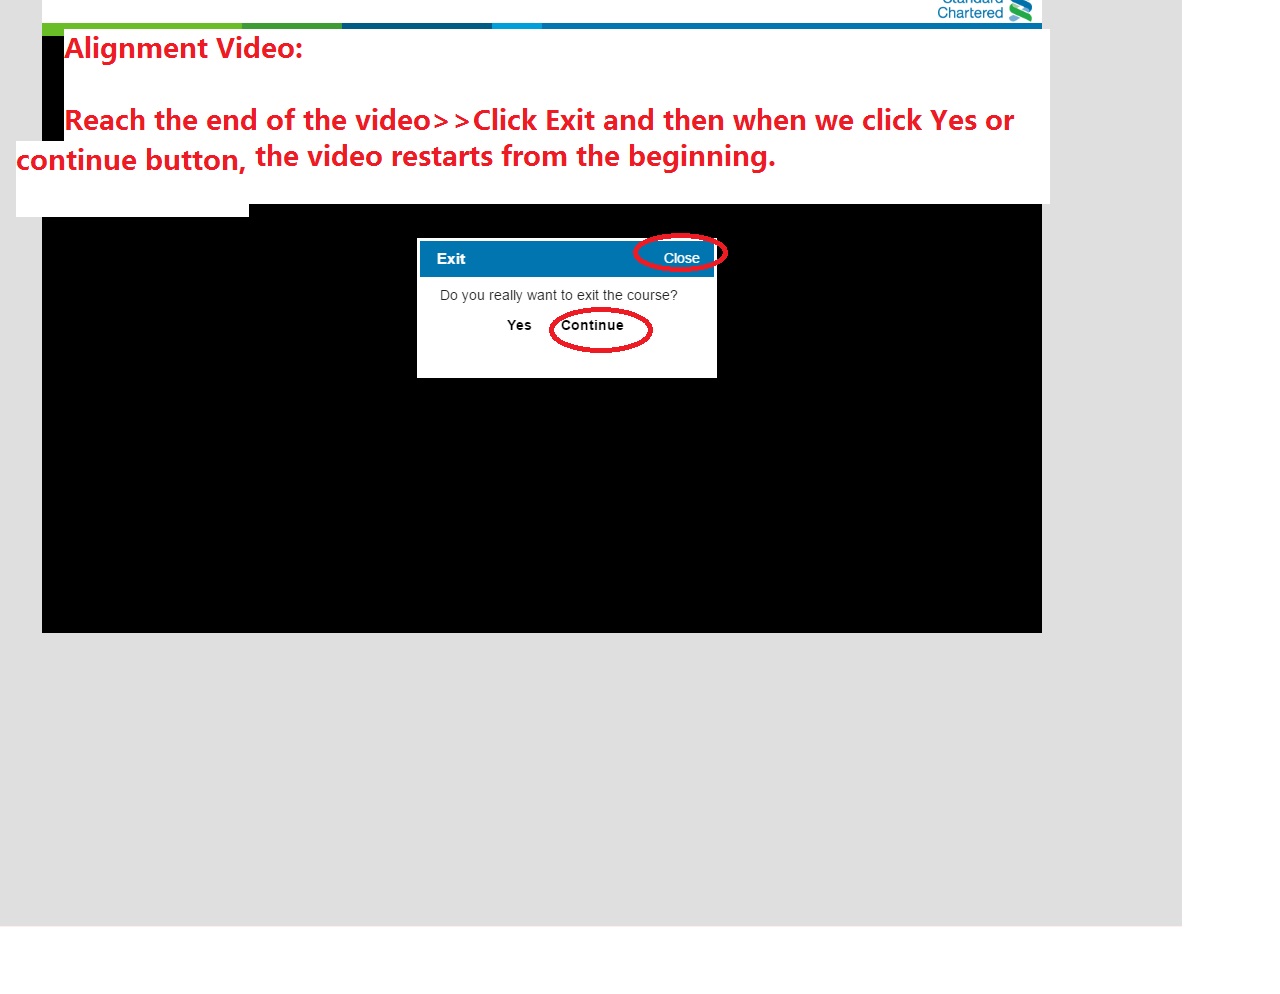 Standard
Chartered
Alignment Video:
Reach the end of the video>>Click Exit and then when we click Yes or
continue button, the video restarts from the beginning.
Exit Close
Do you really want to exit the course?
Yes Continue